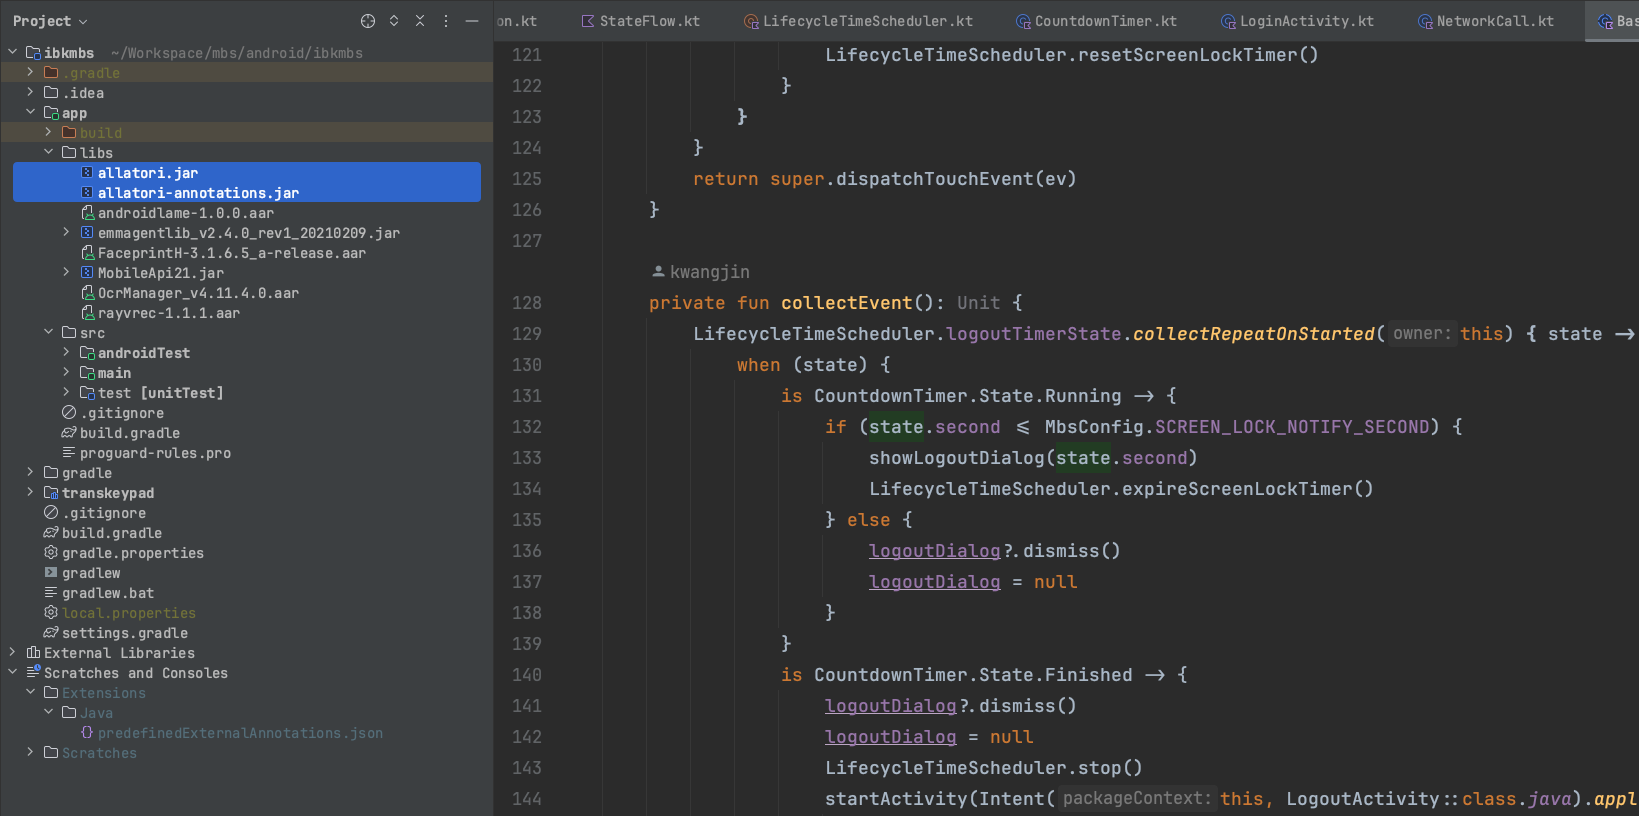 Project
ibkmbs ~/Workspace/mbs/android/ibkmbs
.gradle
.idea
app
build
libs
allatori.jar
allatori-annotations.jar
androidlame-1.0.0.aar
emmagentlib_v2.4.0_rev1_20210209.jar
FaceprintH-3.1.6.5_a-release.aar
MobileApi21.jar
OcrManager_v4.11.4.0.aar
rayvrec-1.1.1.aar
src
androidTest
main
test [unitTest]
.gitignore
build.gradle
proguard-rules.pro
gradle
transkeypad
.gitignore
build.gradle
gradle.properties
gradlew
gradlew.bat
local.properties
settings.gradle
External Libraries
Scratches and Consoles
Extensions
Java
predefinedExternalAnnotations.json
Scratches
on.kt StateFlow.kt LifecycleTimeScheduler.kt CountdownTimer.kt LoginActivity.kt NetworkCall.kt Bas
121 LifecycleTimeScheduler.resetScreenLockTimer()
122 }
123 }
124 }
125 return super.dispatchTouchEvent(ev)
126 }
127
kwangjin
128 private fun collectEvent(): Unit {
129 LifecycleTimeScheduler.logoutTimerState.collectRepeatOnStarted( owner: this) { state ->
130 when (state) {
131 is CountdownTimer.State.Running -> {
132 if (state.second <= MbsConfig.SCREEN_LOCK_NOTIFY_SECOND) {
133 showLogoutDialog(state.second)
134 LifecycleTimeScheduler.expireScreenLockTimer()
135 } else {
136 logoutDialog?.dismiss()
137 logoutDialog = null
138 }
139 }
140 is CountdownTimer.State.Finished -> {
141 logoutDialog?.dismiss()
142 logoutDialog = null
143 LifecycleTimeScheduler.stop()
144 startActivity(Intent( packageContext: this, LogoutActivity::class.java).appl